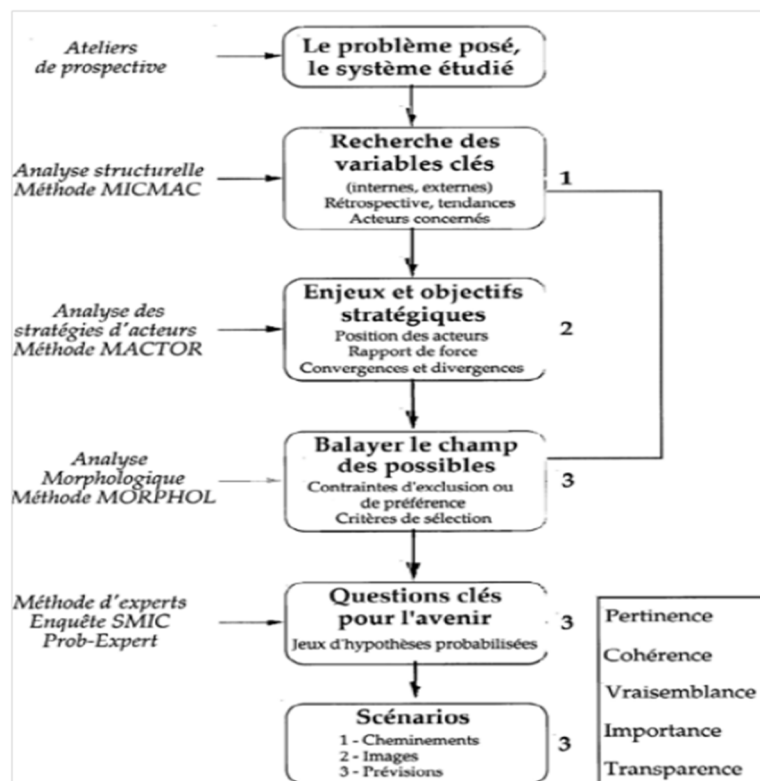 Ateliers
de prospective
Le problème posé,
le système étudié
Analyse structurelle
Méthode MICMAC
Recherche des
variables clés
(internes, externes)
Rétrospective, tendances
Acteurs concernés
1
Analyse des
stratégies d'acteurs
Méthode MACTOR
Enjeux et objectifs
stratégiques
Position des acteurs
Rapport de force
Convergences et divergences
2
Analyse
Morphologique
Méthode MORPHOL
Balayer le champ
des possibles
Contraintes d'exclusion ou
de préférence
Critères de sélection
3
Méthode d'experts
Enquête SMIC
Prob-Expert
Questions clés
pour l'avenir
Jeux d'hypothèses probabilisées
3
Scénarios
1 - Cheminements
2 - Images
3 - Prévisions
3
Pertinence
Cohérence
Vraisemblance
Importance
Transparence